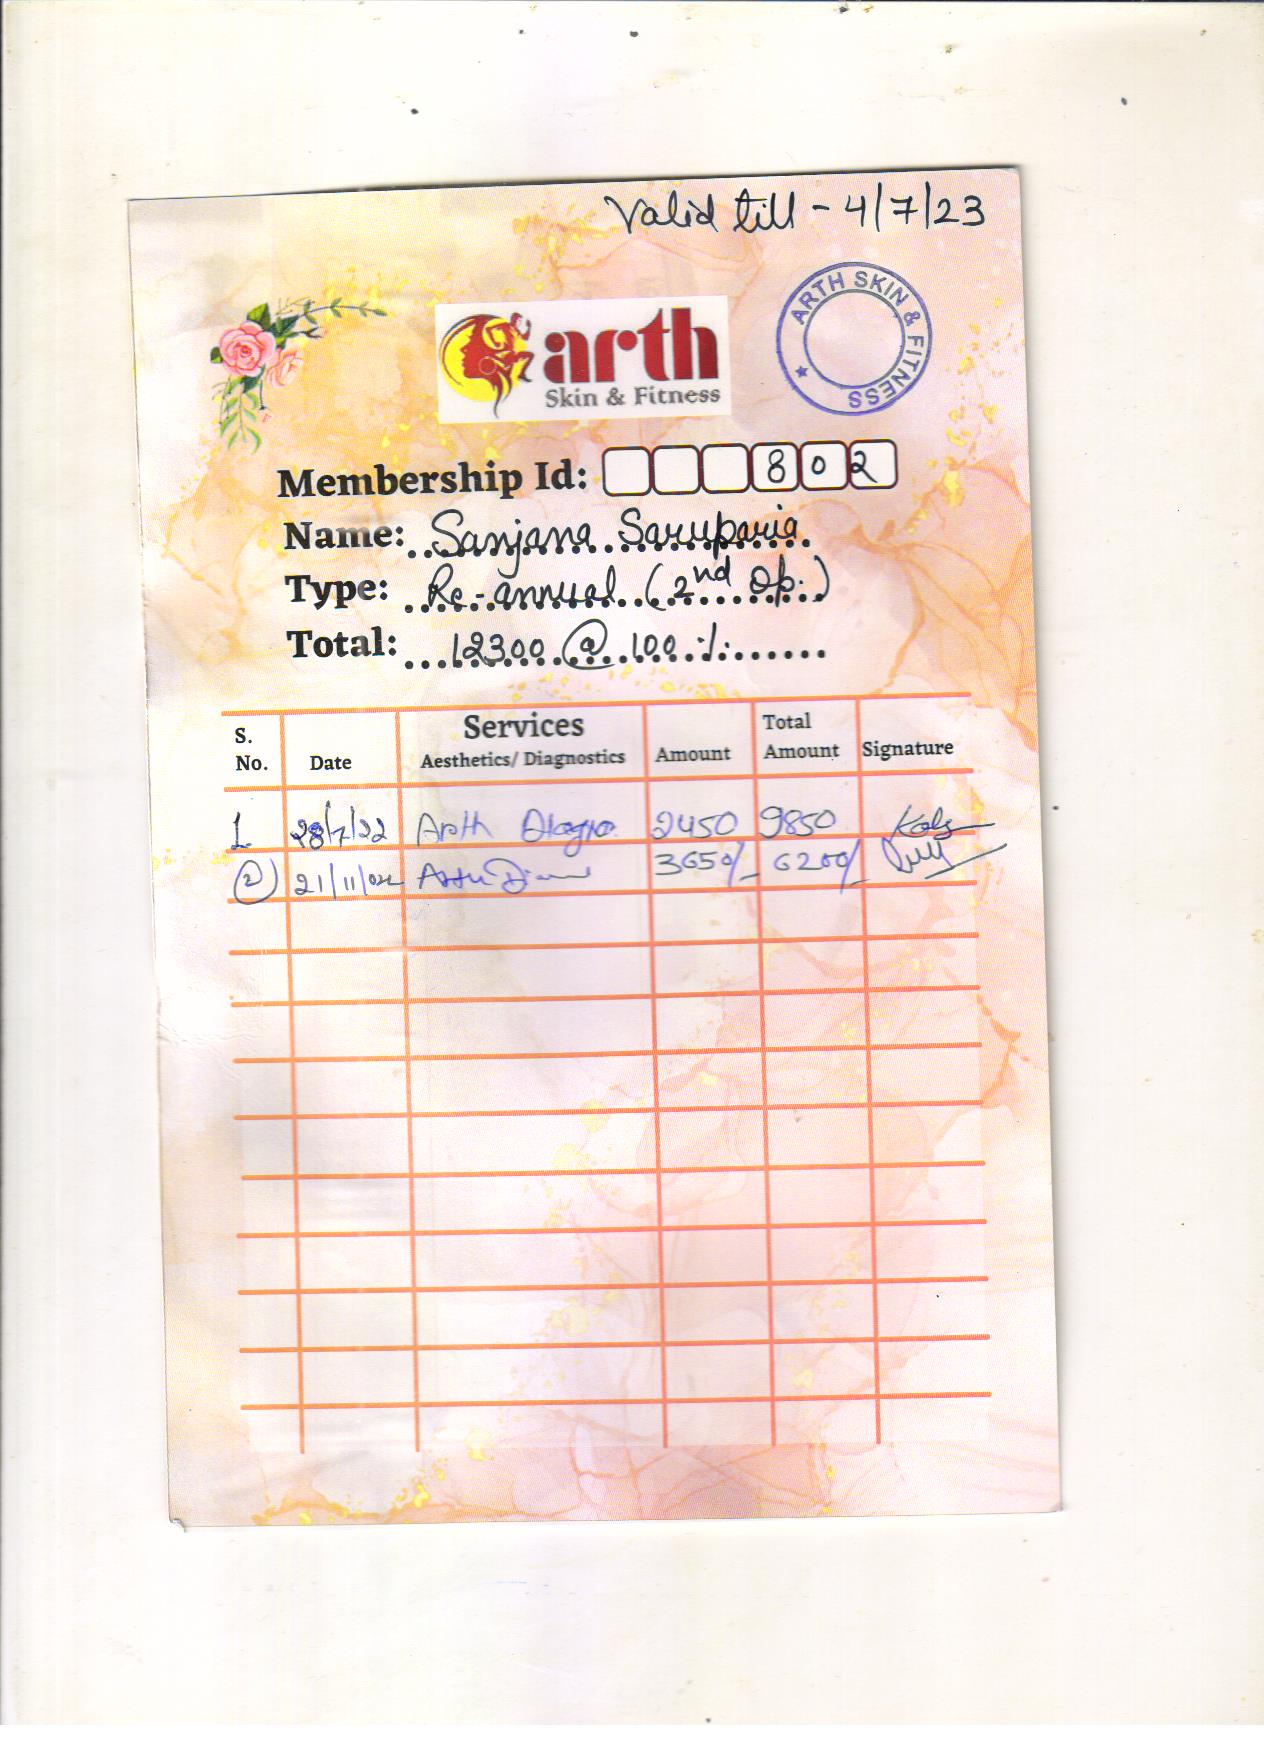 Valid till - 4/7/23
ARTH SKIN & FITNESS
arth
Skin & Fitness
Membership Id: 802
Name: Sanjana Saruparia
Type: Re-annual (2nd Op.)
Total: 12300 @ 100 %
S. No. Date Services Aesthetics/ Diagnostics Amount Total Amount Signature
1. 28/7/22 Arth 2450 9850
2 21/11/022 Arth 3650/- 6200/-